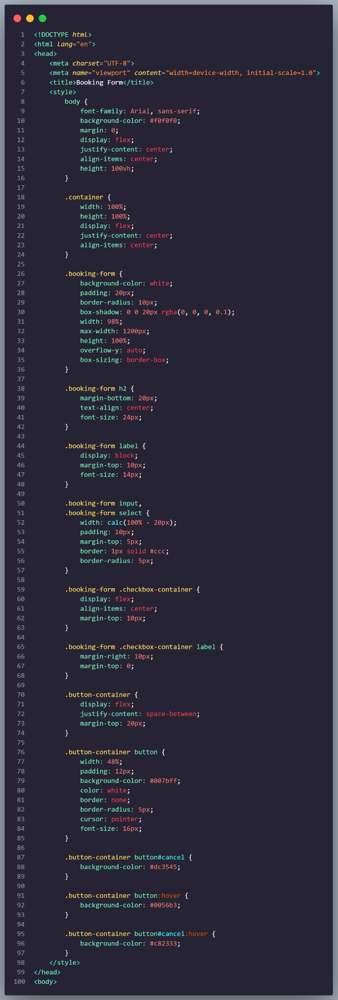 1 <!DOCTYPE html>
2 <html lang="en">
3 <head>
4     <meta charset="UTF-8">
5     <meta name="viewport" content="width=device-width, initial-scale=1.0">
6     <title>Booking Form</title>
7     <style>
8         body {
9             font-family: Arial, sans-serif;
10             background-color: #f0f0f0;
11             margin: 0;
12             display: flex;
13             justify-content: center;
14             align-items: center;
15             height: 100vh;
16         }
17
18         .container {
19             width: 100%;
20             height: 100%;
21             display: flex;
22             justify-content: center;
23             align-items: center;
24         }
25
26         .booking-form {
27             background-color: white;
28             padding: 20px;
29             border-radius: 10px;
30             box-shadow: 0 0 20px rgba(0, 0, 0, 0.1);
31             width: 98%;
32             max-width: 1200px;
33             height: 100%;
34             overflow-y: auto;
35             box-sizing: border-box;
36         }
37
38         .booking-form h2 {
39             margin-bottom: 20px;
40             text-align: center;
41             font-size: 24px;
42         }
43
44         .booking-form label {
45             display: block;
46             margin-top: 10px;
47             font-size: 14px;
48         }
49
50         .booking-form input,
51         .booking-form select {
52             width: calc(100% - 20px);
53             padding: 10px;
54             margin-top: 5px;
55             border: 1px solid #ccc;
56             border-radius: 5px;
57         }
58
59         .booking-form .checkbox-container {
60             display: flex;
61             align-items: center;
62             margin-top: 10px;
63         }
64
65         .booking-form .checkbox-container label {
66             margin-right: 10px;
67             margin-top: 0;
68         }
69
70         .button-container {
71             display: flex;
72             justify-content: space-between;
73             margin-top: 20px;
74         }
75
76         .button-container button {
77             width: 48%;
78             padding: 12px;
79             background-color: #007bff;
80             color: white;
81             border: none;
82             border-radius: 5px;
83             cursor: pointer;
84             font-size: 16px;
85         }
86
87         .button-container button#cancel {
88             background-color: #dc3545;
89         }
90
91         .button-container button:hover {
92             background-color: #0056b3;
93         }
94
95         .button-container button#cancel:hover {
96             background-color: #c82333;
97         }
98     </style>
99 </head>
100 <body>